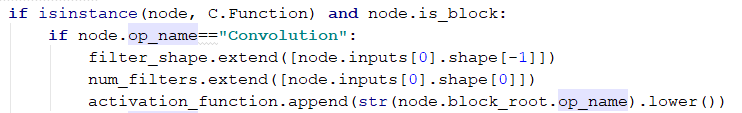 if isinstance(node, C.Function) and node.is_block:
    if node.op_name=="Convolution":
        filter_shape.extend([node.inputs[0].shape[-1]])
        num_filters.extend([node.inputs[0].shape[0]])
        activation_function.append(str(node.block_root.op_name).lower())